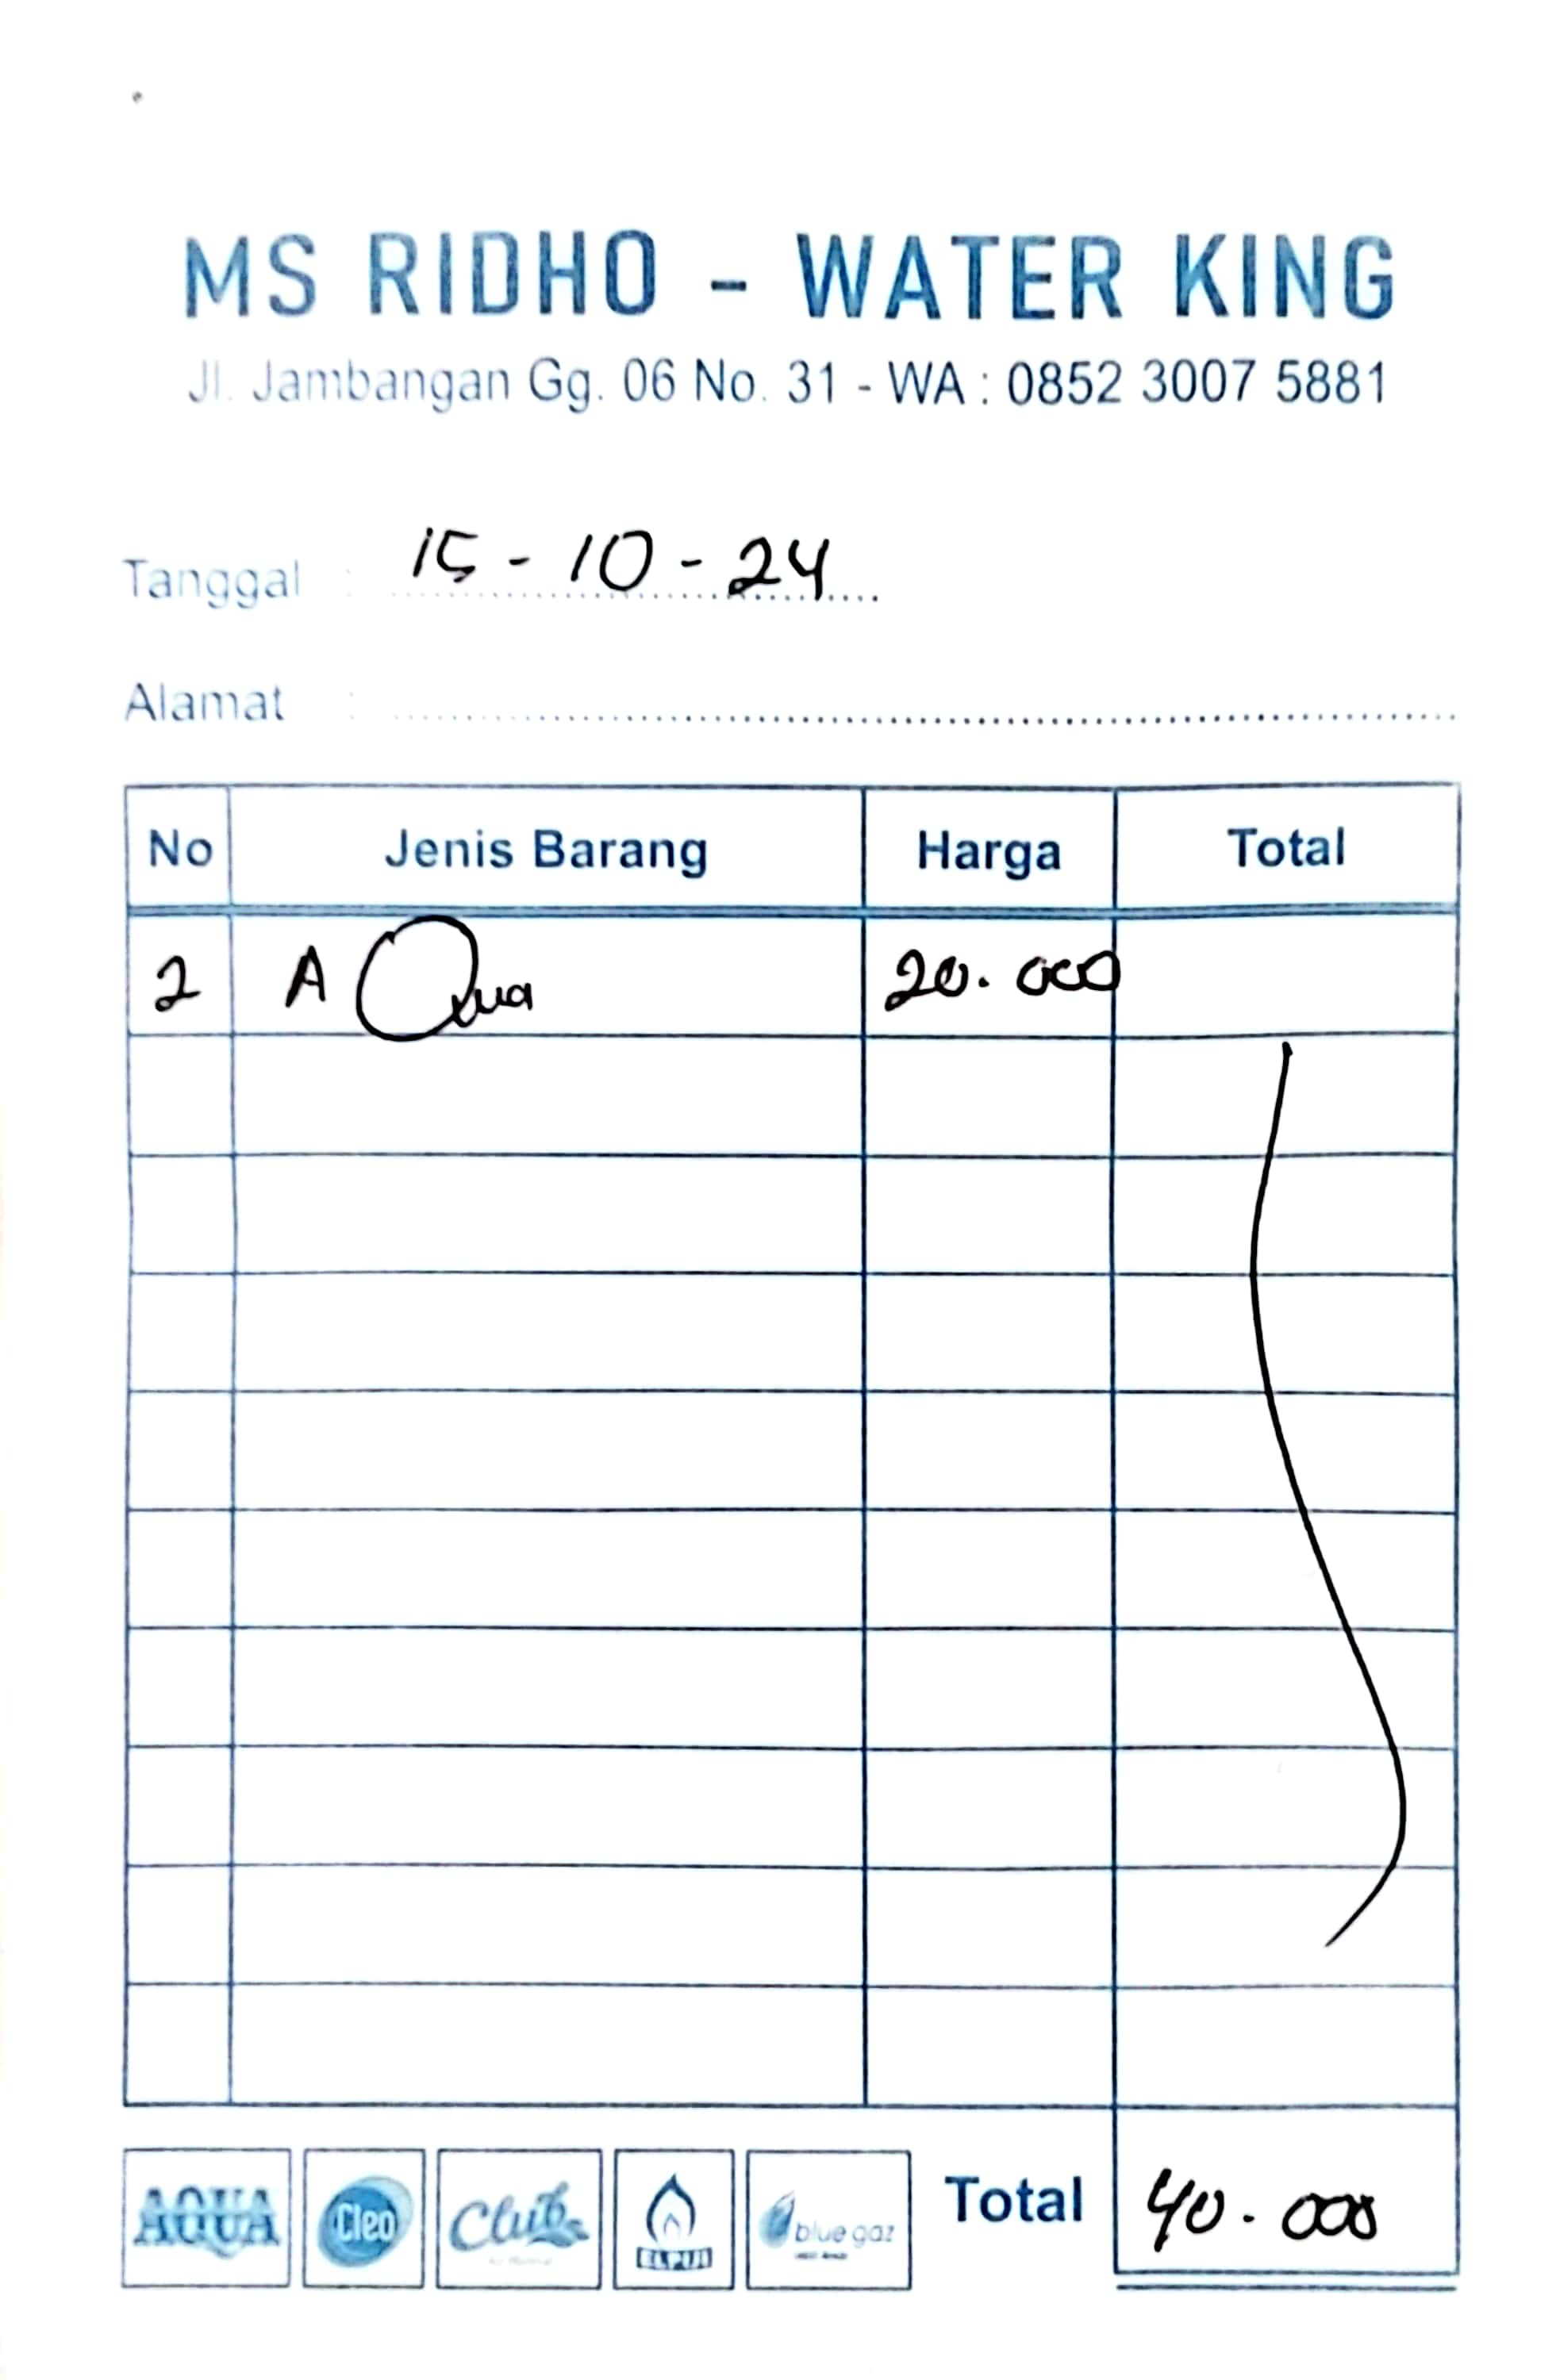 MS RIDHO - WATER KING
Jl. Jambangan Gg. 06 No. 31 - WA : 0852 3007 5881
Tanggal : 15 - 10 - 24
Alamat :
No Jenis Barang Harga Total
2 A Qua 20.000
AQUA Cleo Club ELPIJI blue gaz Total 40.000